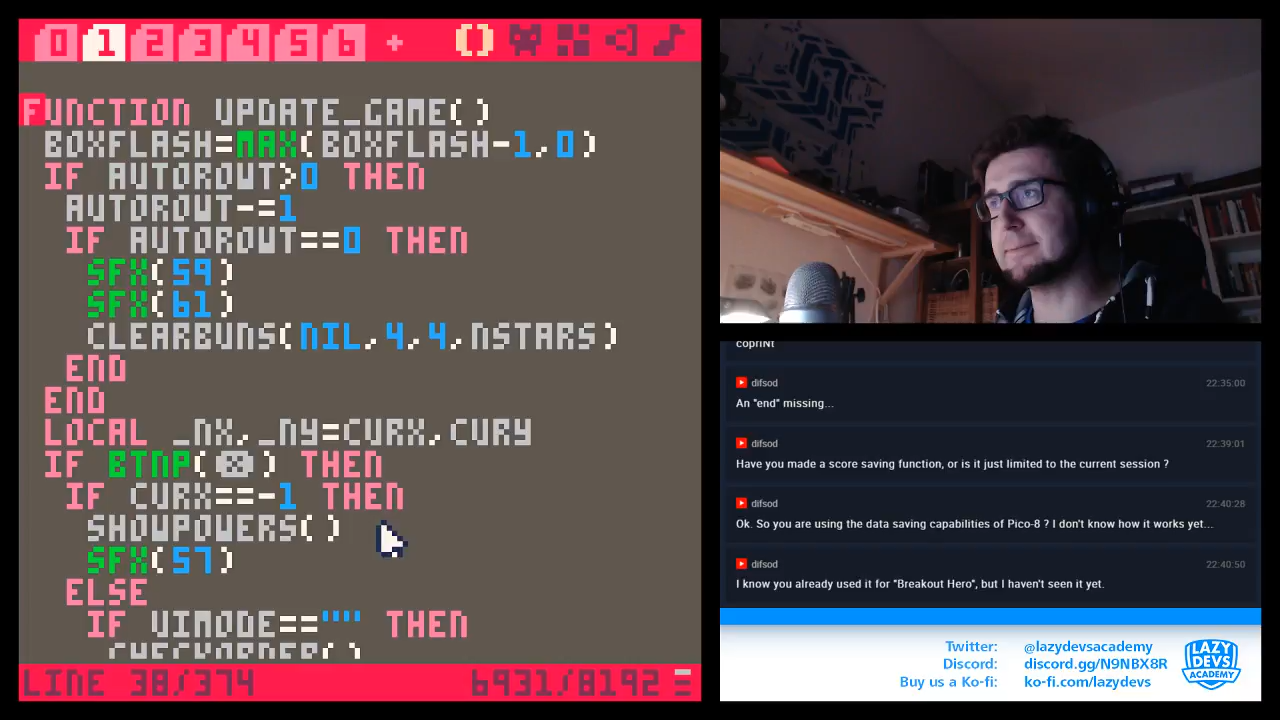 0 1 2 3 4 5 6 +
FUNCTION UPDATE_GAME()
BOXFLASH=MAX(BOXFLASH-1,0)
IF AUTOROWT>0 THEN
AUTOROWT-=1
IF AUTOROWT==0 THEN
SFX(59)
SFX(61)
CLEARBUNS(NIL,4,4,NSTARS)
END
END
LOCAL _NX,_NY=CURX,CURY
IF BTNP(❎) THEN
IF CURX==-1 THEN
SHOWPOWERS()
SFX(57)
ELSE
IF UIMODE=="" THEN
LINE 38/374 6931/8192
copriNt
difsod 22:35:00
An "end" missing...
difsod 22:39:01
Have you made a score saving function, or is it just limited to the current session ?
difsod 22:40:28
Ok. So you are using the data saving capabilities of Pico-8 ? I don't know how it works yet...
difsod 22:40:50
I know you already used it for "Breakout Hero", but I haven't seen it yet.
Twitter: @lazydevsacademy
Discord: discord.gg/N9NBX8R
Buy us a Ko-fi: ko-fi.com/lazydevs
LAZY
DEVS
ACADEMY